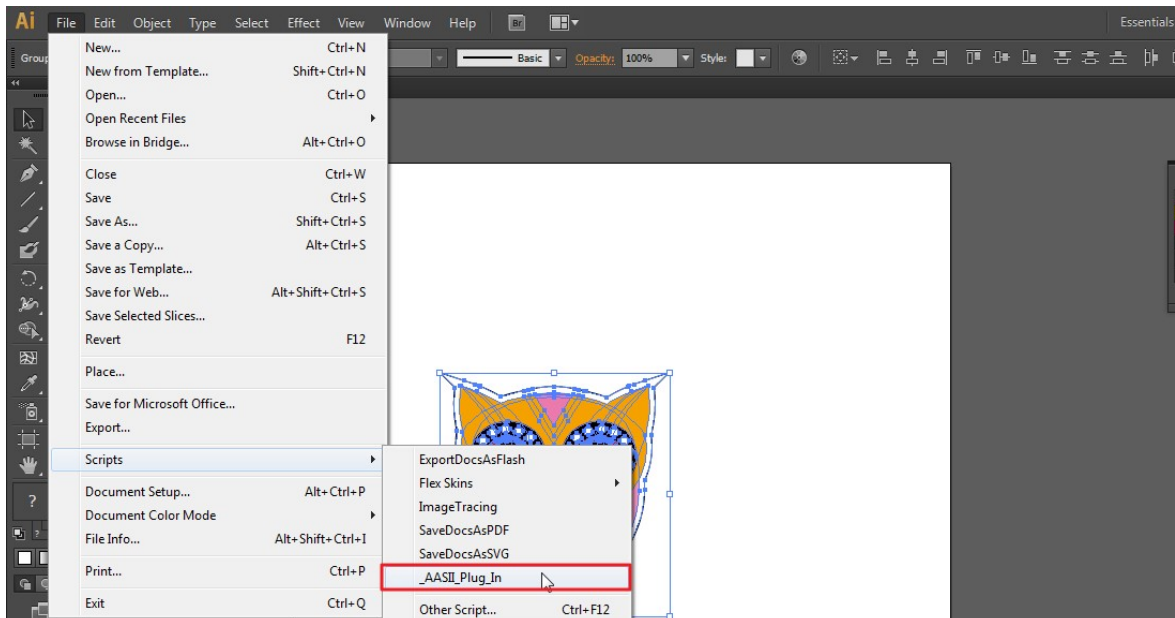 Ai File Edit Object Type Select Effect View Window Help Br Essentials
Group Basic Opacity: 100% Style:
New... Ctrl+N
New from Template... Shift+Ctrl+N
Open... Ctrl+O
Open Recent Files
Browse in Bridge... Alt+Ctrl+O
Close Ctrl+W
Save Ctrl+S
Save As... Shift+Ctrl+S
Save a Copy... Alt+Ctrl+S
Save as Template...
Save for Web... Alt+Shift+Ctrl+S
Save Selected Slices...
Revert F12
Place...
Save for Microsoft Office...
Export...
Scripts
Document Setup... Alt+Ctrl+P
Document Color Mode
File Info... Alt+Shift+Ctrl+I
Print... Ctrl+P
Exit Ctrl+Q
ExportDocsAsFlash
Flex Skins
ImageTracing
SaveDocsAsPDF
SaveDocsAsSVG
_AASII_Plug_In
Other Script... Ctrl+F12